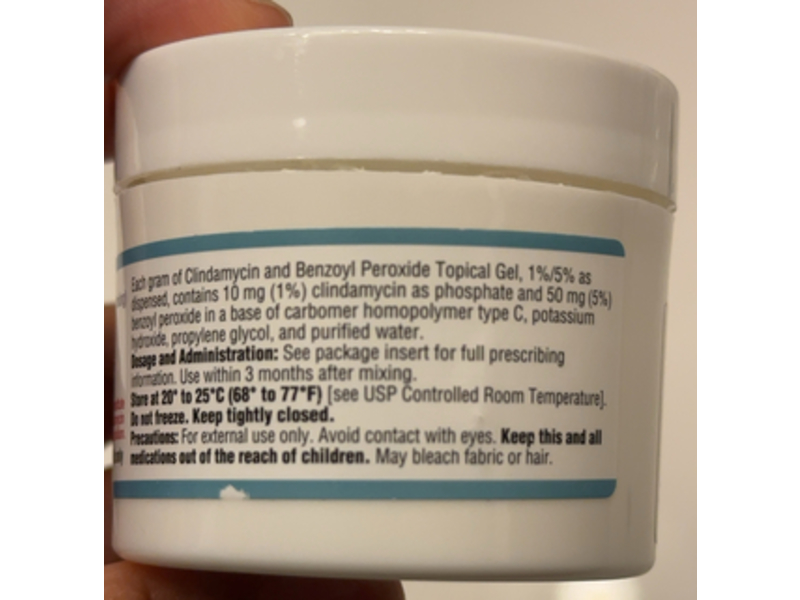 Each gram of Clindamycin and Benzoyl Peroxide Topical Gel, 1%/5% as
dispensed, contains 10 mg (1%) clindamycin as phosphate and 50 mg (5%)
benzoyl peroxide in a base of carbomer homopolymer type C, potassium
hydroxide, propylene glycol, and purified water.
Dosage and Administration: See package insert for full prescribing
information. Use within 3 months after mixing.
Store at 20° to 25°C (68° to 77°F) [see USP Controlled Room Temperature].
Do not freeze. Keep tightly closed.
Precautions: For external use only. Avoid contact with eyes. Keep this and all
medications out of the reach of children. May bleach fabric or hair.